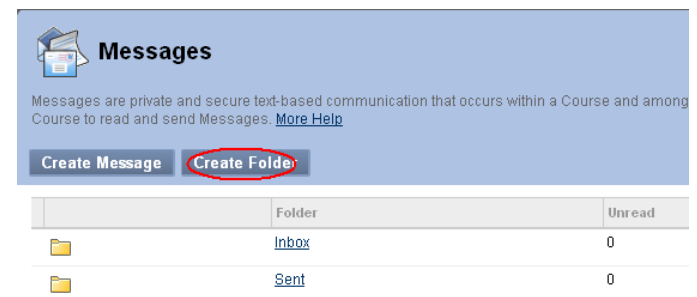 Messages
Messages are private and secure text-based communication that occurs within a Course and among
Course to read and send Messages. More Help
Create Message Create Folder
Folder Unread
Inbox 0
Sent 0